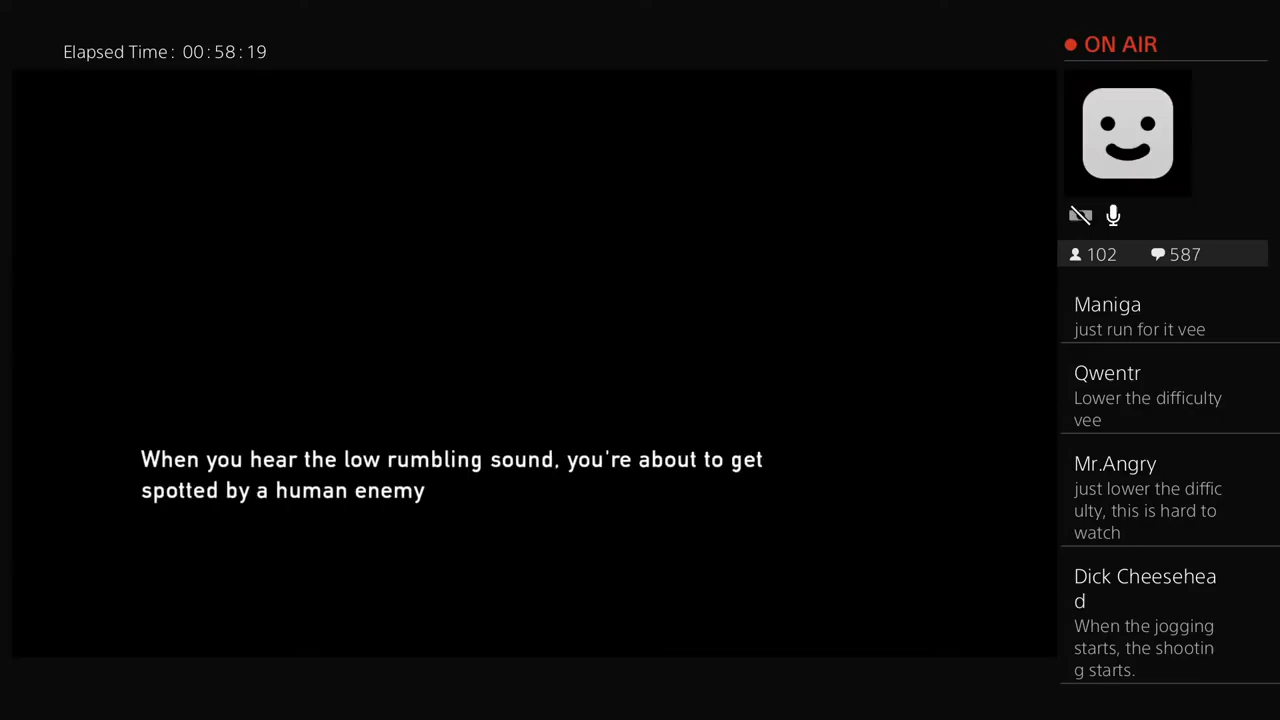 Elapsed Time: 00:58:19
ON AIR
102 587
Maniga
just run for it vee
Qwentr
Lower the difficulty
vee
Mr.Angry
just lower the diffic
ulty, this is hard to
watch
Dick Cheesehea
d
When the jogging
starts, the shootin
g starts.
When you hear the low rumbling sound, you're about to get
spotted by a human enemy